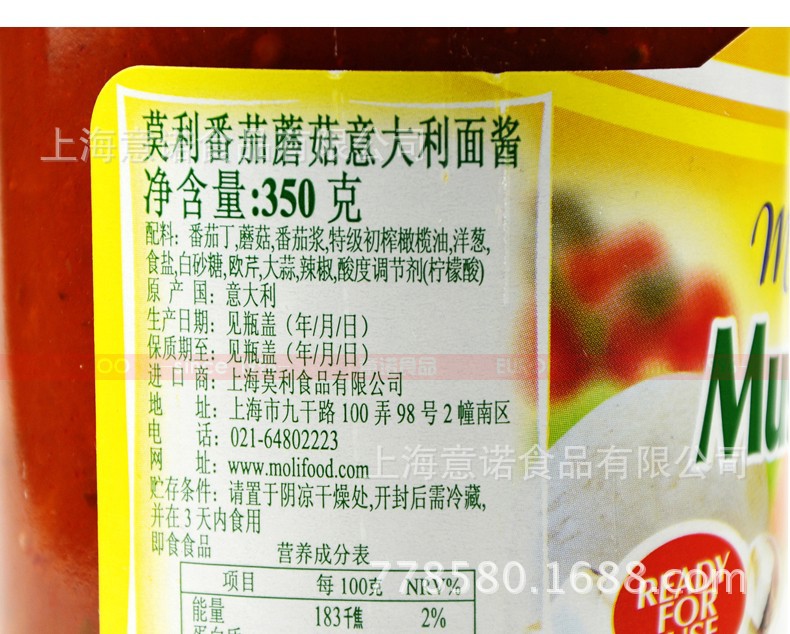 莫利番茄蘑菇意大利面酱
净含量:350 克
配料: 番茄丁,蘑菇,番茄浆,特级初榨橄榄油,洋葱,
食盐,白砂糖,欧芹,大蒜,辣椒,酸度调节剂(柠檬酸)
原 产 国: 意大利
生产日期: 见瓶盖 (年/月/日)
保质期至: 见瓶盖 (年/月/日)
进 口 商: 上海莫利食品有限公司
地 址: 上海市九干路 100 弄 98 号 2 幢南区
电 话: 021-64802223
网 址: www.molifood.com
贮存条件: 请置于阴凉干燥处,开封后需冷藏,
并在 3 天内食用
即食食品
营养成分表
项目 每 100克 NRV%
能量 183千焦 2%
蛋白质
Mu
READY
FOR
USE
上海意诺食品有限公司
778580.1688.com